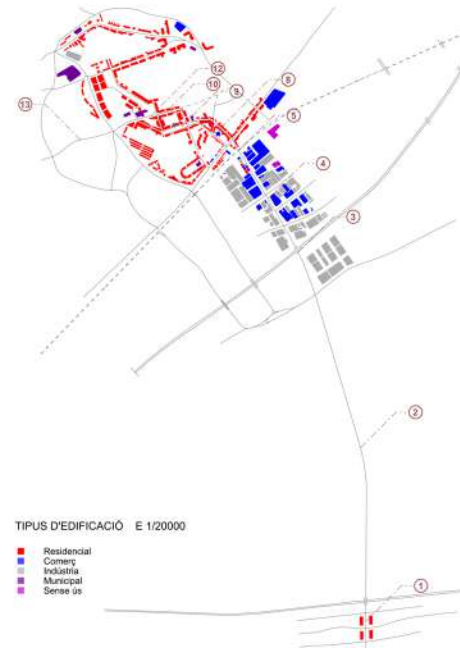 12
10
9
8
13
5
4
3
2
TIPUS D'EDIFICACIÓ E 1/20000
Residencial
Comerç
Indústria
Municipal
Sense ús
1